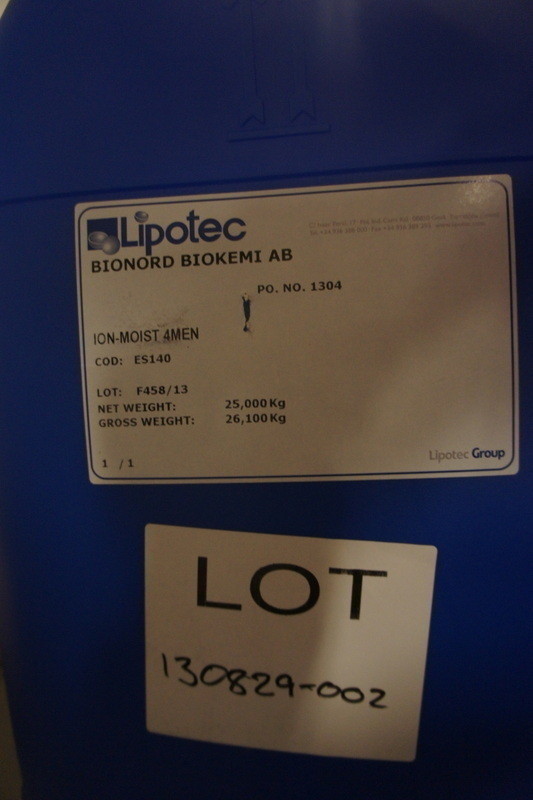 Lipotec
BIONORD BIOKEMI AB
PO. NO. 1304
ION-MOIST 4MEN
COD: ES140
LOT: F458/13
NET WEIGHT: 25,000Kg
GROSS WEIGHT: 26,100Kg
1 / 1
Lipotec Group
LOT
130829-002